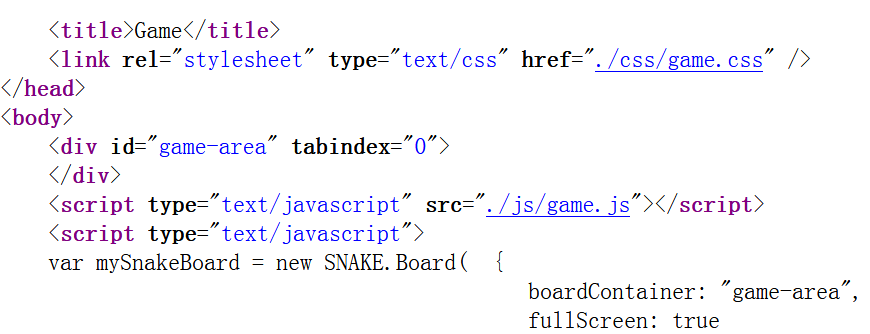 <title>Game</title>
<link rel="stylesheet" type="text/css" href="./css/game.css" />
</head>
<body>
<div id="game-area" tabindex="0">
</div>
<script type="text/javascript" src="./js/game.js"></script>
<script type="text/javascript">
var mySnakeBoard = new SNAKE.Board(  {
boardContainer: "game-area",
fullScreen: true